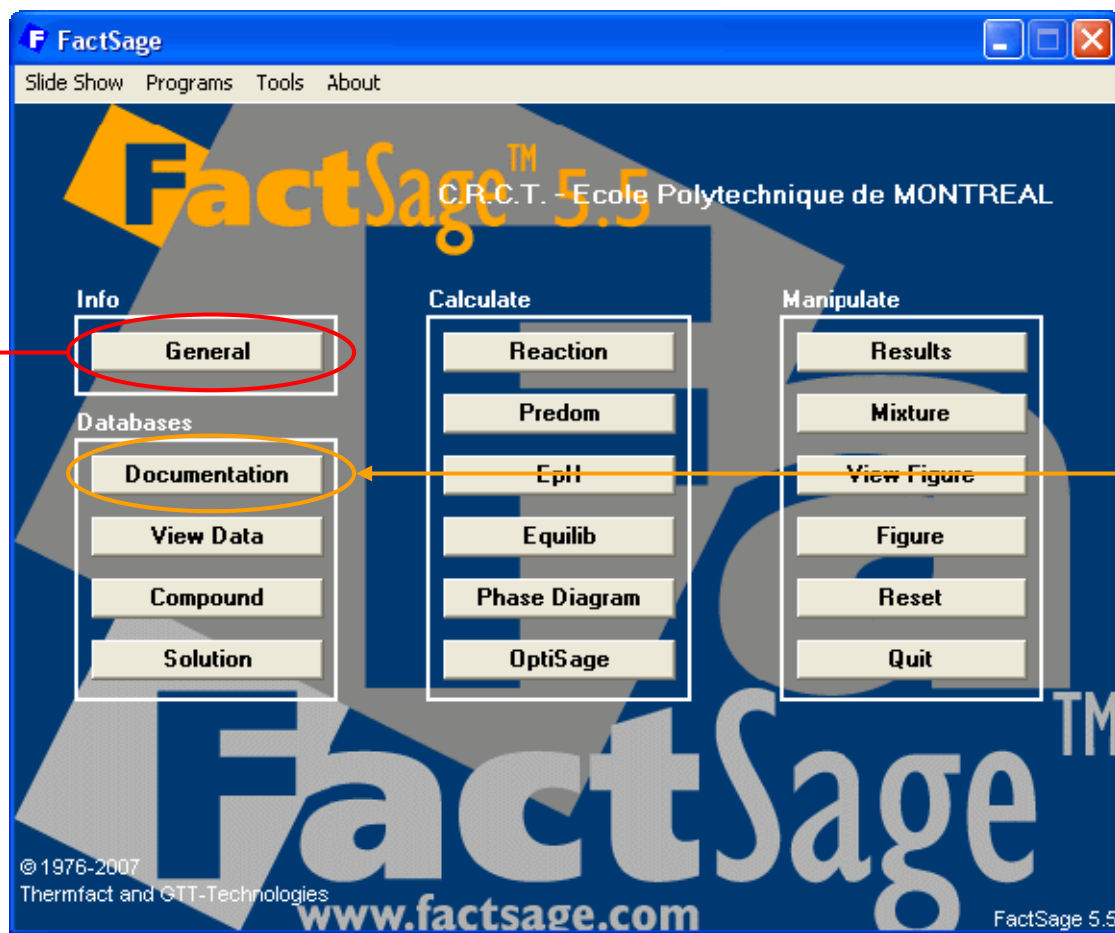 FactSage
Slide Show Programs Tools About
FactSage™ 5.5
C.R.C.T. - Ecole Polytechnique de MONTREAL
Info
General
Databases
Documentation
View Data
Compound
Solution
Calculate
Reaction
Predom
EpH
Equilib
Phase Diagram
OptiSage
Manipulate
Results
Mixture
View Figure
Figure
Reset
Quit
FactSage™
© 1976-2007
Thermfact and GTT-Technologies
www.factsage.com
FactSage 5.5